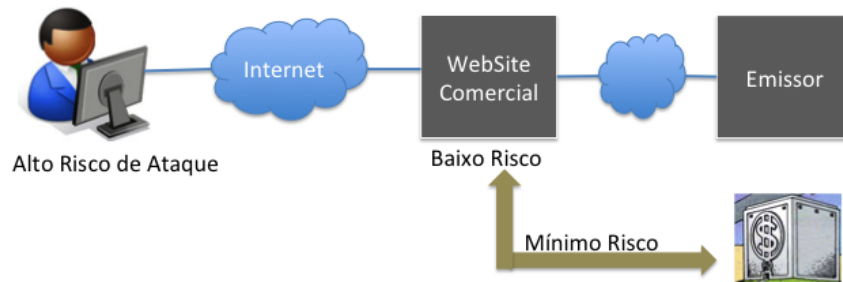 Internet
WebSite
Comercial
Emissor
Alto Risco de Ataque
Baixo Risco
Mínimo Risco
$